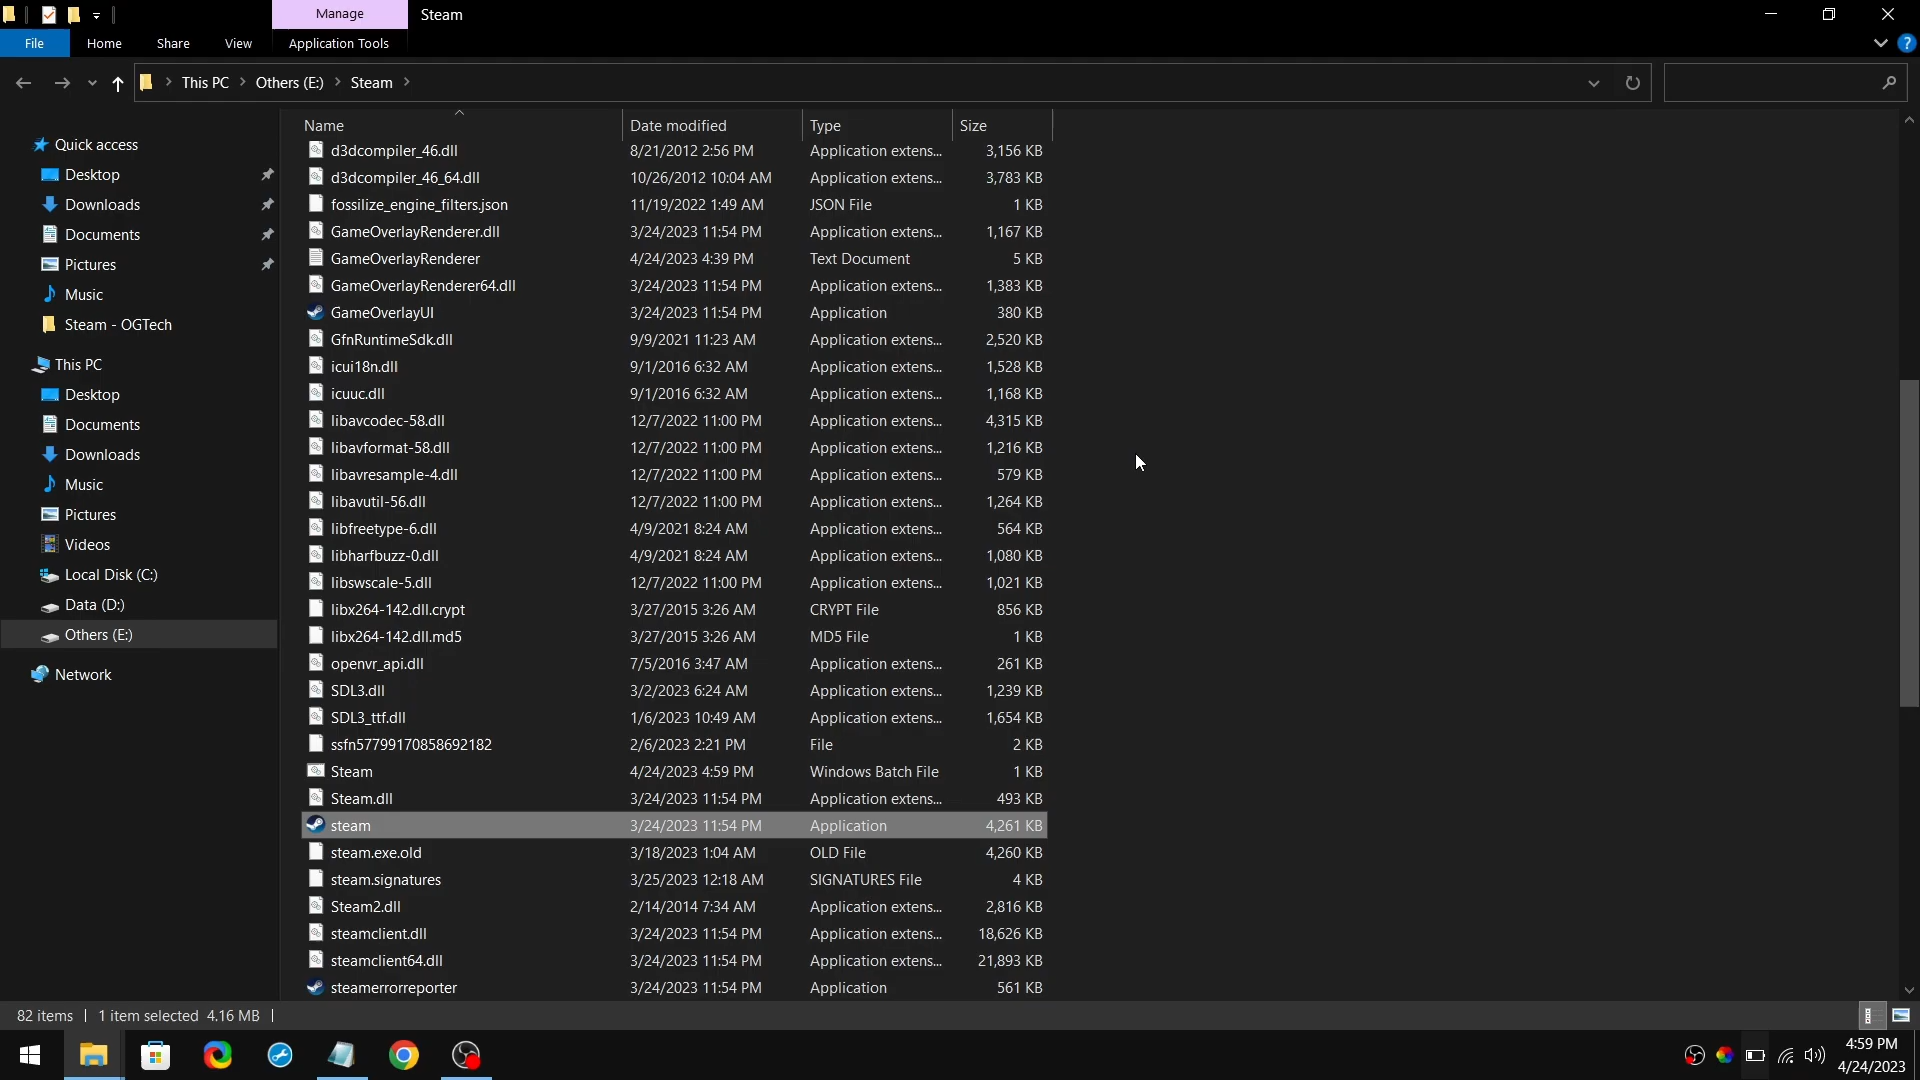 Manage Steam
File Home Share View Application Tools
This PC Others (E:) Steam
Name Date modified Type Size
Quick access
Desktop
Downloads
Documents
Pictures
Music
Steam - OGTech
This PC
Desktop
Documents
Downloads
Music
Pictures
Videos
Local Disk (C:)
Data (D:)
Others (E:)
Network
d3dcompiler_46.dll 8/21/2012 2:56 PM Application extens... 3,156 KB
d3dcompiler_46_64.dll 10/26/2012 10:04 AM Application extens... 3,783 KB
fossilize_engine_filters.json 11/19/2022 1:49 AM JSON File 1 KB
GameOverlayRenderer.dll 3/24/2023 11:54 PM Application extens... 1,167 KB
GameOverlayRenderer 4/24/2023 4:39 PM Text Document 5 KB
GameOverlayRenderer64.dll 3/24/2023 11:54 PM Application extens... 1,383 KB
GameOverlayUI 3/24/2023 11:54 PM Application 380 KB
GfnRuntimeSdk.dll 9/9/2021 11:23 AM Application extens... 2,520 KB
icui18n.dll 9/1/2016 6:32 AM Application extens... 1,528 KB
icuuc.dll 9/1/2016 6:32 AM Application extens... 1,168 KB
libavcodec-58.dll 12/7/2022 11:00 PM Application extens... 4,315 KB
libavformat-58.dll 12/7/2022 11:00 PM Application extens... 1,216 KB
libavresample-4.dll 12/7/2022 11:00 PM Application extens... 579 KB
libavutil-56.dll 12/7/2022 11:00 PM Application extens... 1,264 KB
libfreetype-6.dll 4/9/2021 8:24 AM Application extens... 564 KB
libharfbuzz-0.dll 4/9/2021 8:24 AM Application extens... 1,080 KB
libswscale-5.dll 12/7/2022 11:00 PM Application extens... 1,021 KB
libx264-142.dll.crypt 3/27/2015 3:26 AM CRYPT File 856 KB
libx264-142.dll.md5 3/27/2015 3:26 AM MD5 File 1 KB
openvr_api.dll 7/5/2016 3:47 AM Application extens... 261 KB
SDL3.dll 3/2/2023 6:24 AM Application extens... 1,239 KB
SDL3_ttf.dll 1/6/2023 10:49 AM Application extens... 1,654 KB
ssfn57799170858692182 2/6/2023 2:21 PM File 2 KB
Steam 4/24/2023 4:59 PM Windows Batch File 1 KB
Steam.dll 3/24/2023 11:54 PM Application extens... 493 KB
steam 3/24/2023 11:54 PM Application 4,261 KB
steam.exe.old 3/18/2023 1:04 AM OLD File 4,260 KB
steam.signatures 3/25/2023 12:18 AM SIGNATURES File 4 KB
Steam2.dll 2/14/2014 7:34 AM Application extens... 2,816 KB
steamclient.dll 3/24/2023 11:54 PM Application extens... 18,626 KB
steamclient64.dll 3/24/2023 11:54 PM Application extens... 21,893 KB
steamerrorreporter 3/24/2023 11:54 PM Application 561 KB
82 items 1 item selected 4.16 MB
4:59 PM
4/24/2023